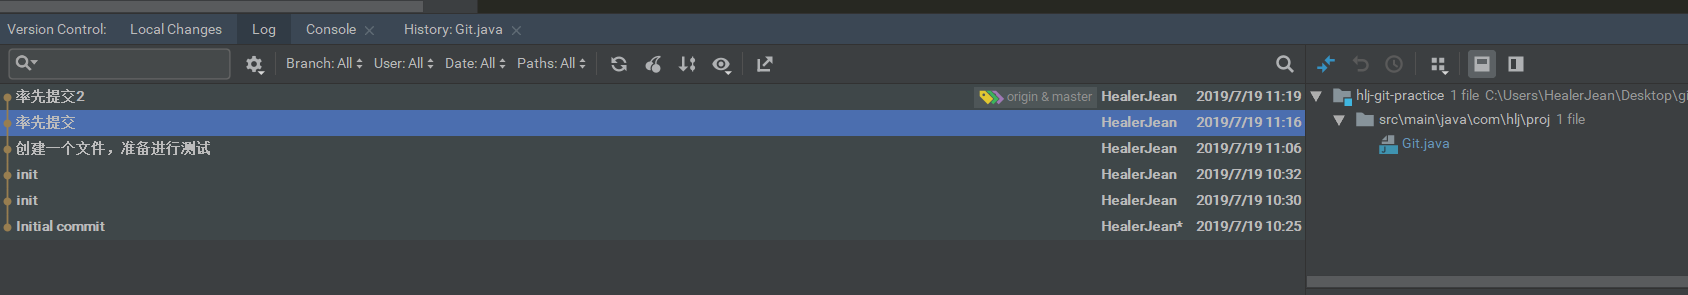 Version Control: Local Changes Log Console History: Git.java
Branch: All User: All Date: All Paths: All
率先提交2 origin & master HealerJean 2019/7/19 11:19
率先提交 HealerJean 2019/7/19 11:16
创建一个文件，准备进行测试 HealerJean 2019/7/19 11:06
init HealerJean 2019/7/19 10:32
init HealerJean 2019/7/19 10:30
Initial commit HealerJean* 2019/7/19 10:25
hlj-git-practice 1 file C:\Users\HealerJean\Desktop\gi
src\main\java\com\hlj\proj 1 file
Git.java